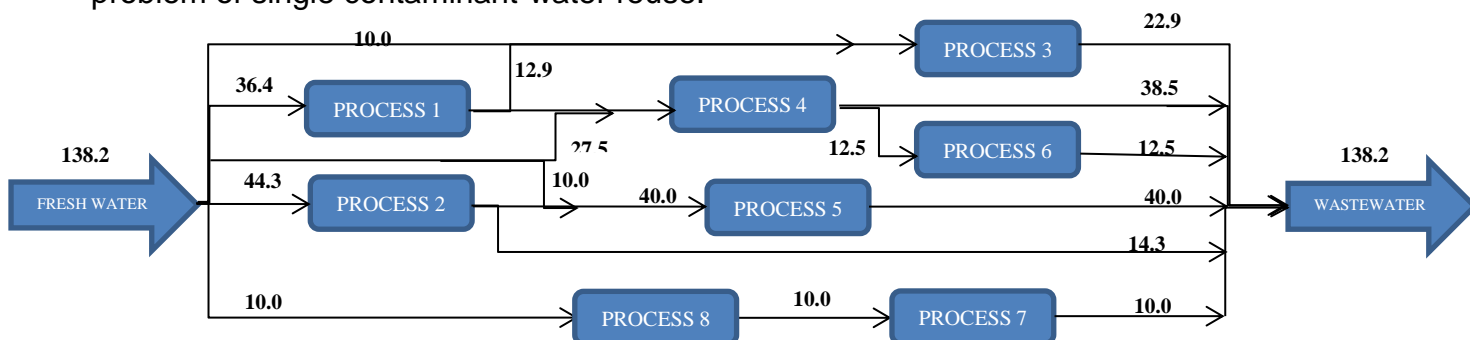 problem of single contaminant water reuse.
22.9
10.0
PROCESS 3
12.9
36.4
38.5
PROCESS 1
PROCESS 4
27.5
12.5
PROCESS 6
12.5
138.2
138.2
44.3
10.0
FRESH WATER
PROCESS 2
40.0
PROCESS 5
40.0
WASTEWATER
14.3
10.0
10.0
10.0
PROCESS 8
PROCESS 7